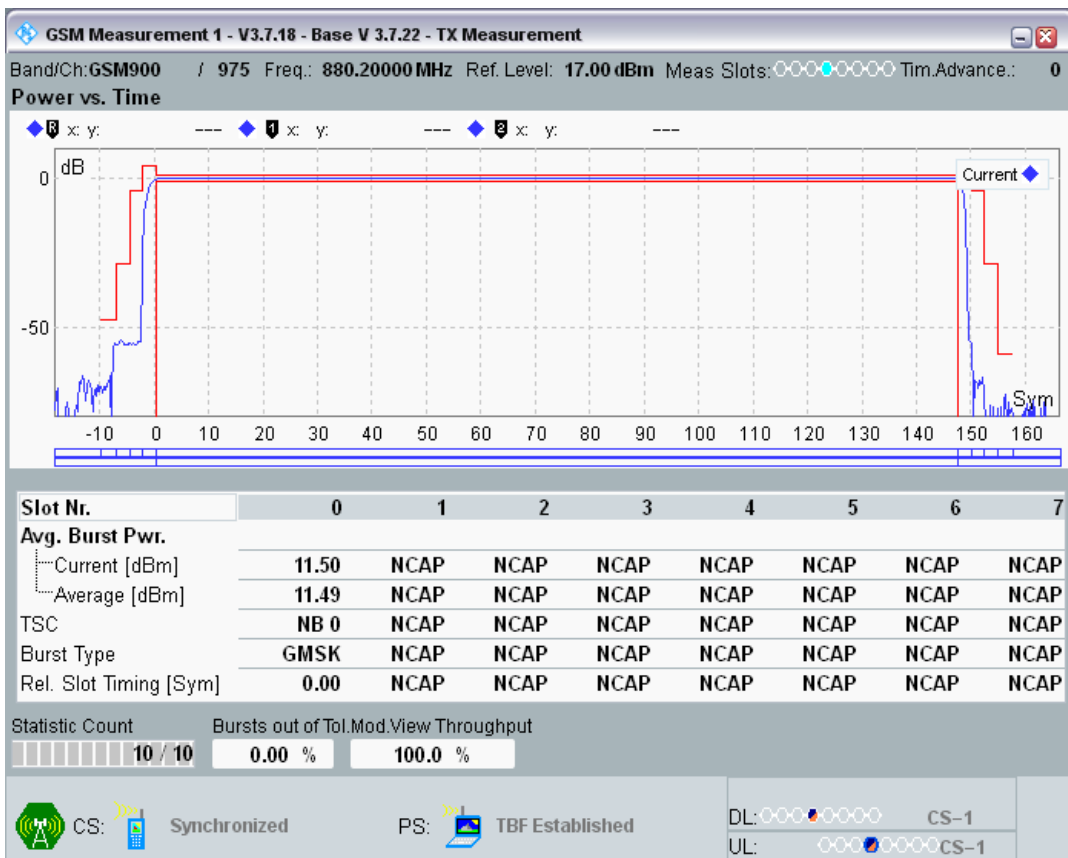 GSM Measurement 1 - V3.7.18 - Base V 3.7.22 - TX Measurement
Band/Ch:GSM900 / 975 Freq.: 880.20000 MHz Ref. Level: 17.00 dBm Meas Slots: Tim.Advance.: 0
Power vs. Time
R x: y: --- 1 x: y: --- 2 x: y: ---
dB
Current
0
-50
Sym
-10 0 10 20 30 40 50 60 70 80 90 100 110 120 130 140 150 160
Slot Nr. 0 1 2 3 4 5 6 7
Avg. Burst Pwr.
Current [dBm] 11.50 NCAP NCAP NCAP NCAP NCAP NCAP NCAP
Average [dBm] 11.49 NCAP NCAP NCAP NCAP NCAP NCAP NCAP
TSC NB 0 NCAP NCAP NCAP NCAP NCAP NCAP NCAP
Burst Type GMSK NCAP NCAP NCAP NCAP NCAP NCAP NCAP
Rel. Slot Timing [Sym] 0.00 NCAP NCAP NCAP NCAP NCAP NCAP NCAP
Statistic Count Bursts out of Tol. Mod.View Throughput
10 / 10 0.00 % 100.0 %
CS: Synchronized PS: TBF Established
DL: CS-1
UL: CS-1